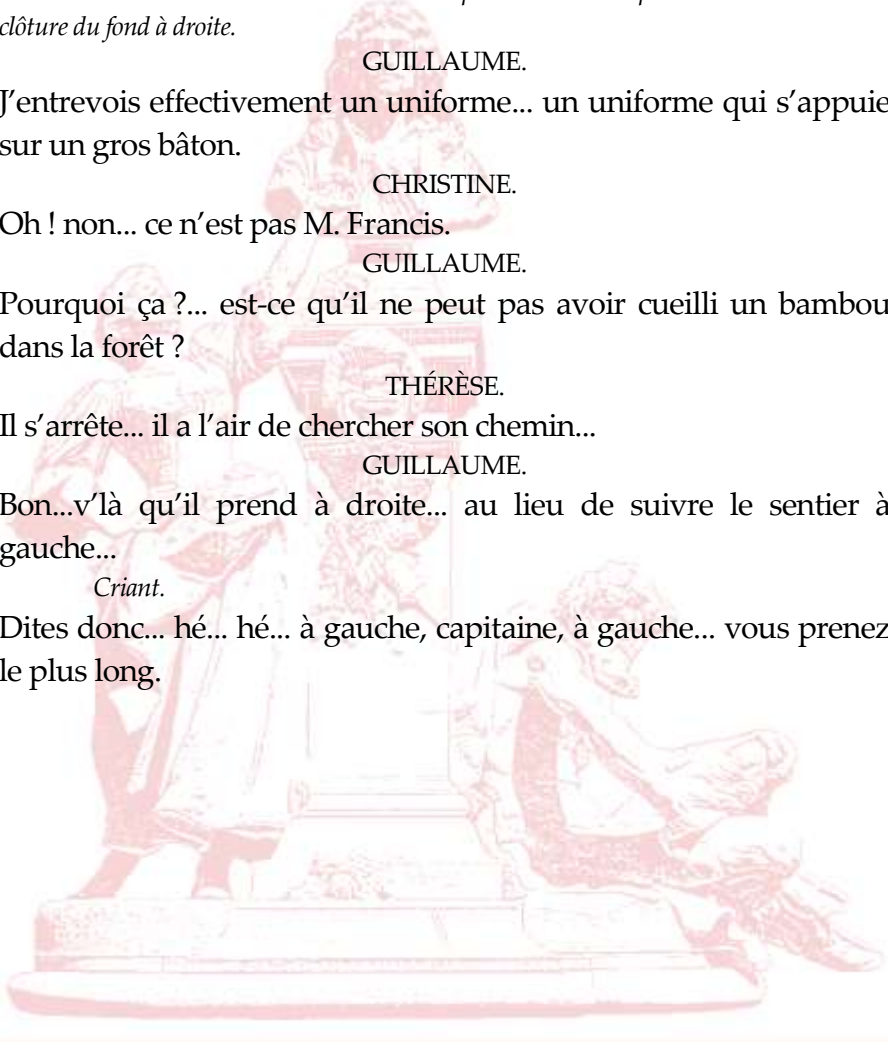 clôture du fond à droite.
GUILLAUME.
J’entrevois effectivement un uniforme... un uniforme qui s’appuie
sur un gros bâton.
CHRISTINE.
Oh ! non... ce n’est pas M. Francis.
GUILLAUME.
Pourquoi ça ?... est-ce qu’il ne peut pas avoir cueilli un bambou
dans la forêt ?
THÉRÈSE.
Il s’arrête... il a l’air de chercher son chemin...
GUILLAUME.
Bon...v’là qu’il prend à droite... au lieu de suivre le sentier à
gauche...
Criant.
Dites donc... hé... hé... à gauche, capitaine, à gauche... vous prenez
le plus long.